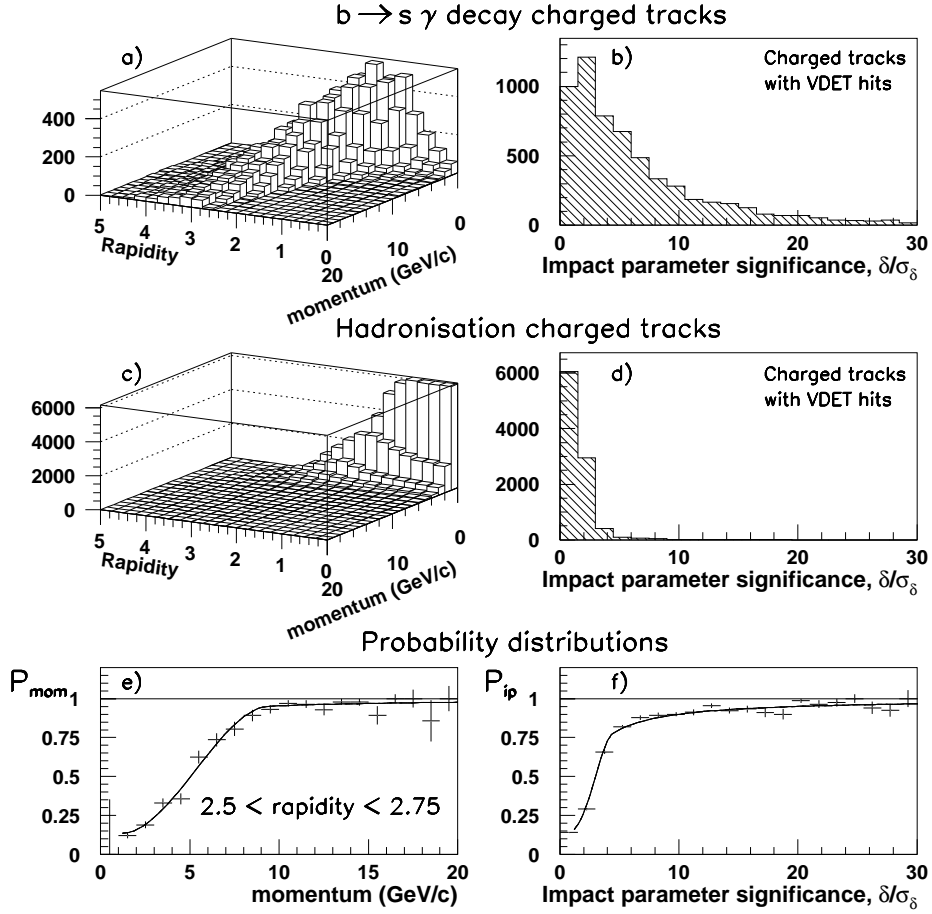 b → s γ decay charged tracks
a)
400
200
0
5
4
3
2
1
0
Rapidity
20
10
0
momentum (GeV/c)
b)
Charged tracks
with VDET hits
1000
500
0
0
10
20
30
Impact parameter significance, δ/σδ
Hadronisation charged tracks
c)
6000
4000
2000
0
5
4
3
2
1
0
Rapidity
20
10
0
momentum (GeV/c)
d)
Charged tracks
with VDET hits
6000
4000
2000
0
0
10
20
30
Impact parameter significance, δ/σδ
Probability distributions
Pmom
e)
1
0.75
0.5
0.25
0
2.5 < rapidity < 2.75
0
5
10
15
20
momentum (GeV/c)
Pip
f)
1
0.75
0.5
0.25
0
0
10
20
30
Impact parameter significance, δ/σδ